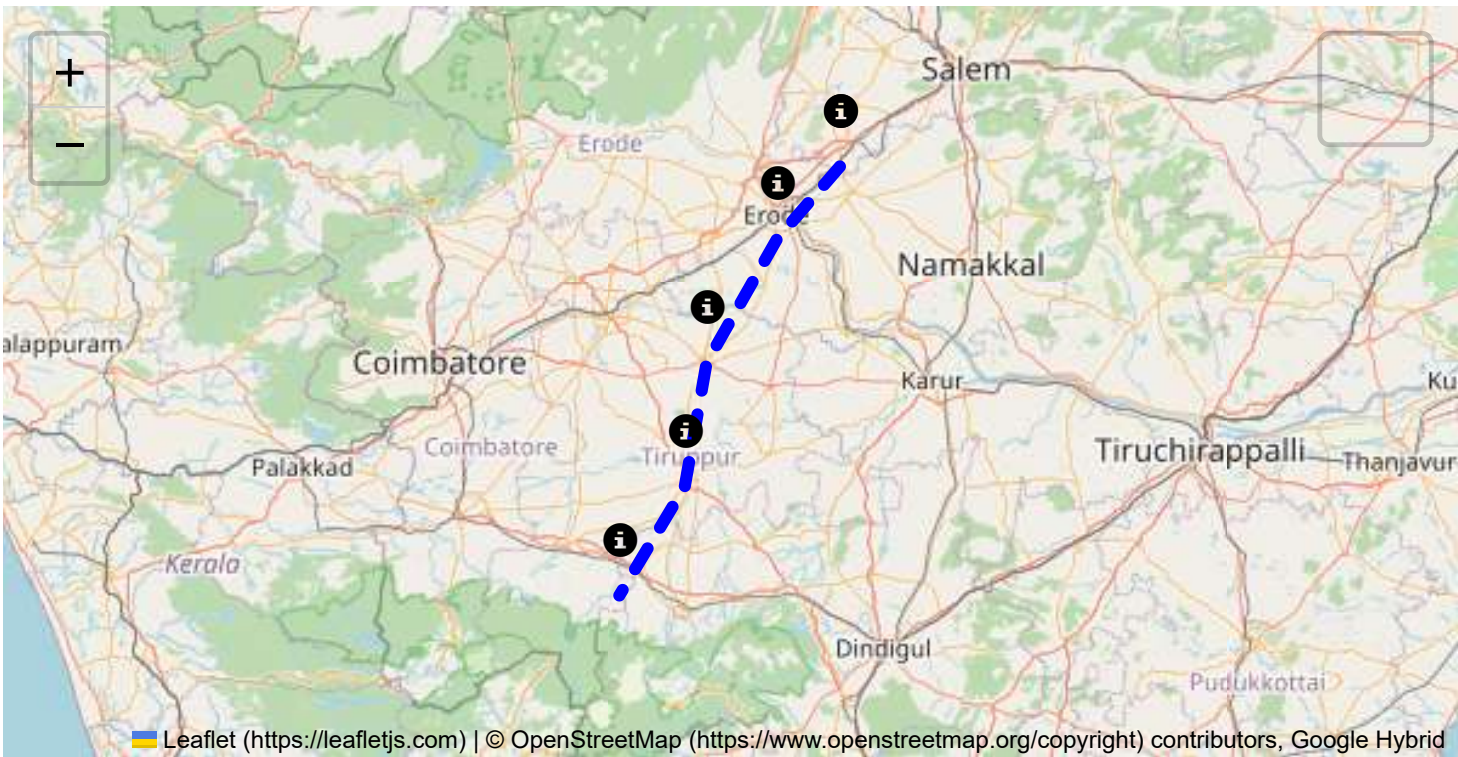 +
Salem
i
−
Erode
i
Erode
Namakkal
i
alappuram
Coimbatore
Karur
Ku
i
Coimbatore
Tiruppur
Tiruchirappalli
Palakkad
Thanjavur
i
Kerala
Dindigul
Pudukkottai
Leaflet (https://leafletjs.com) | © OpenStreetMap (https://www.openstreetmap.org/copyright) contributors, Google Hybrid